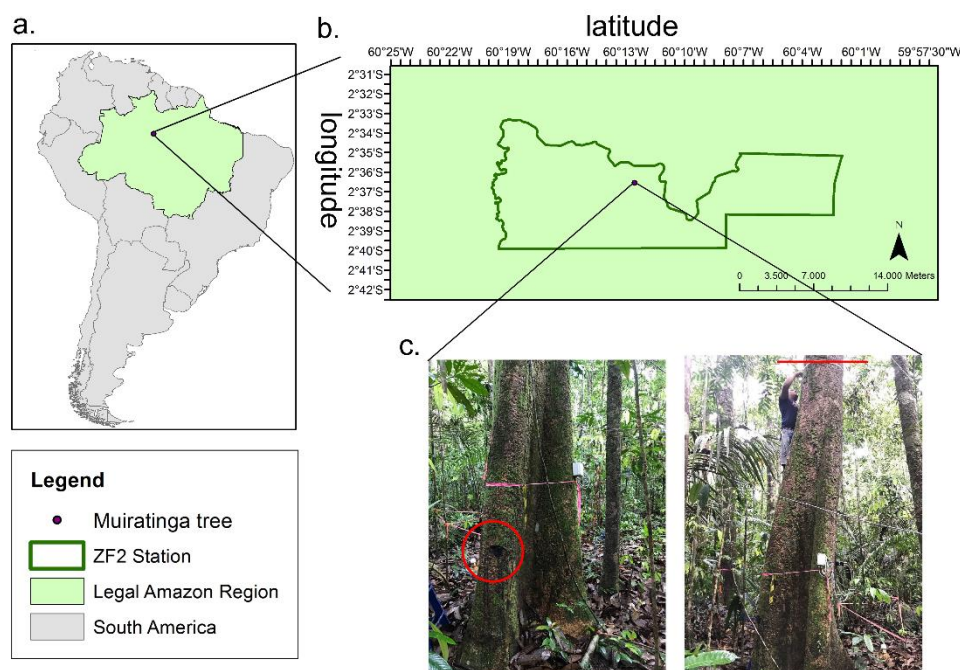 a.
b.
latitude
60°25'W 60°22'W 60°19'W 60°16'W 60°13'W 60°10'W 60°7'W 60°4'W 60°1'W 59°57'30"W
longitude
2°31'S
2°32'S
2°33'S
2°34'S
2°35'S
2°36'S
2°37'S
2°38'S
2°39'S
2°40'S
2°41'S
2°42'S
N
0 3.500 7.000 14.000 Meters
c.
Legend
Muiratinga tree
ZF2 Station
Legal Amazon Region
South America